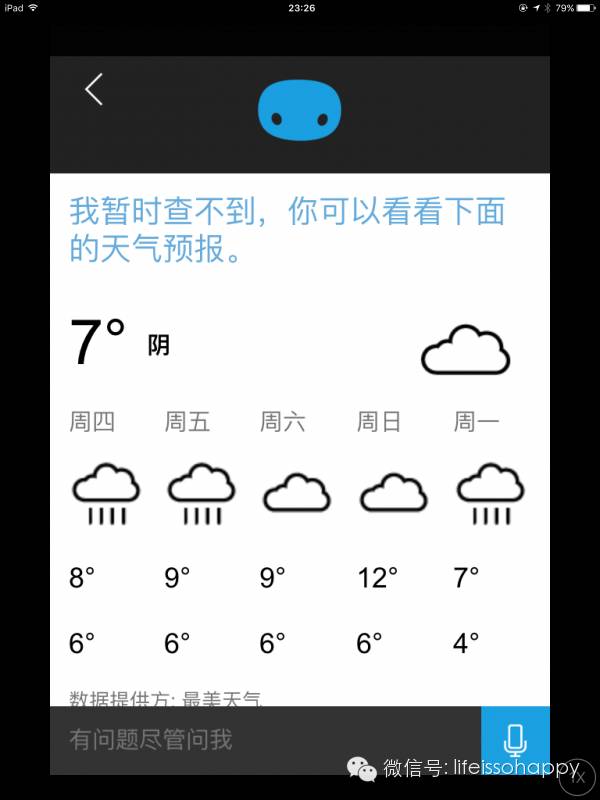 iPad 23:26 79%
我暂时查不到，你可以看看下面
的天气预报。
7° 阴
周四 周五 周六 周日 周一
8° 9° 9° 12° 7°
6° 6° 6° 6° 4°
数据提供方: 最美天气
有问题尽管问我
微信号: lifeissohappy
1X